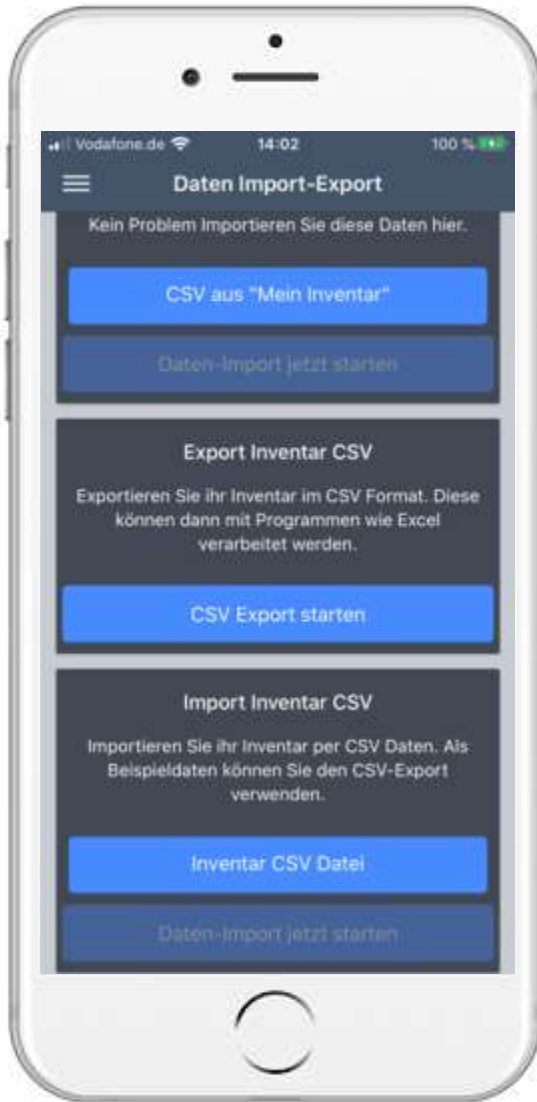 Vodafone.de 14:02 100 %
Daten Import-Export
Kein Problem Importieren Sie diese Daten hier.
CSV aus "Mein Inventar"
Daten-Import jetzt starten
Export Inventar CSV
Exportieren Sie ihr Inventar im CSV Format. Diese
können dann mit Programmen wie Excel
verarbeitet werden.
CSV Export starten
Import Inventar CSV
Importieren Sie ihr Inventar per CSV Daten. Als
Beispieldaten können Sie den CSV-Export
verwenden.
Inventar CSV Datei
Daten-Import jetzt starten